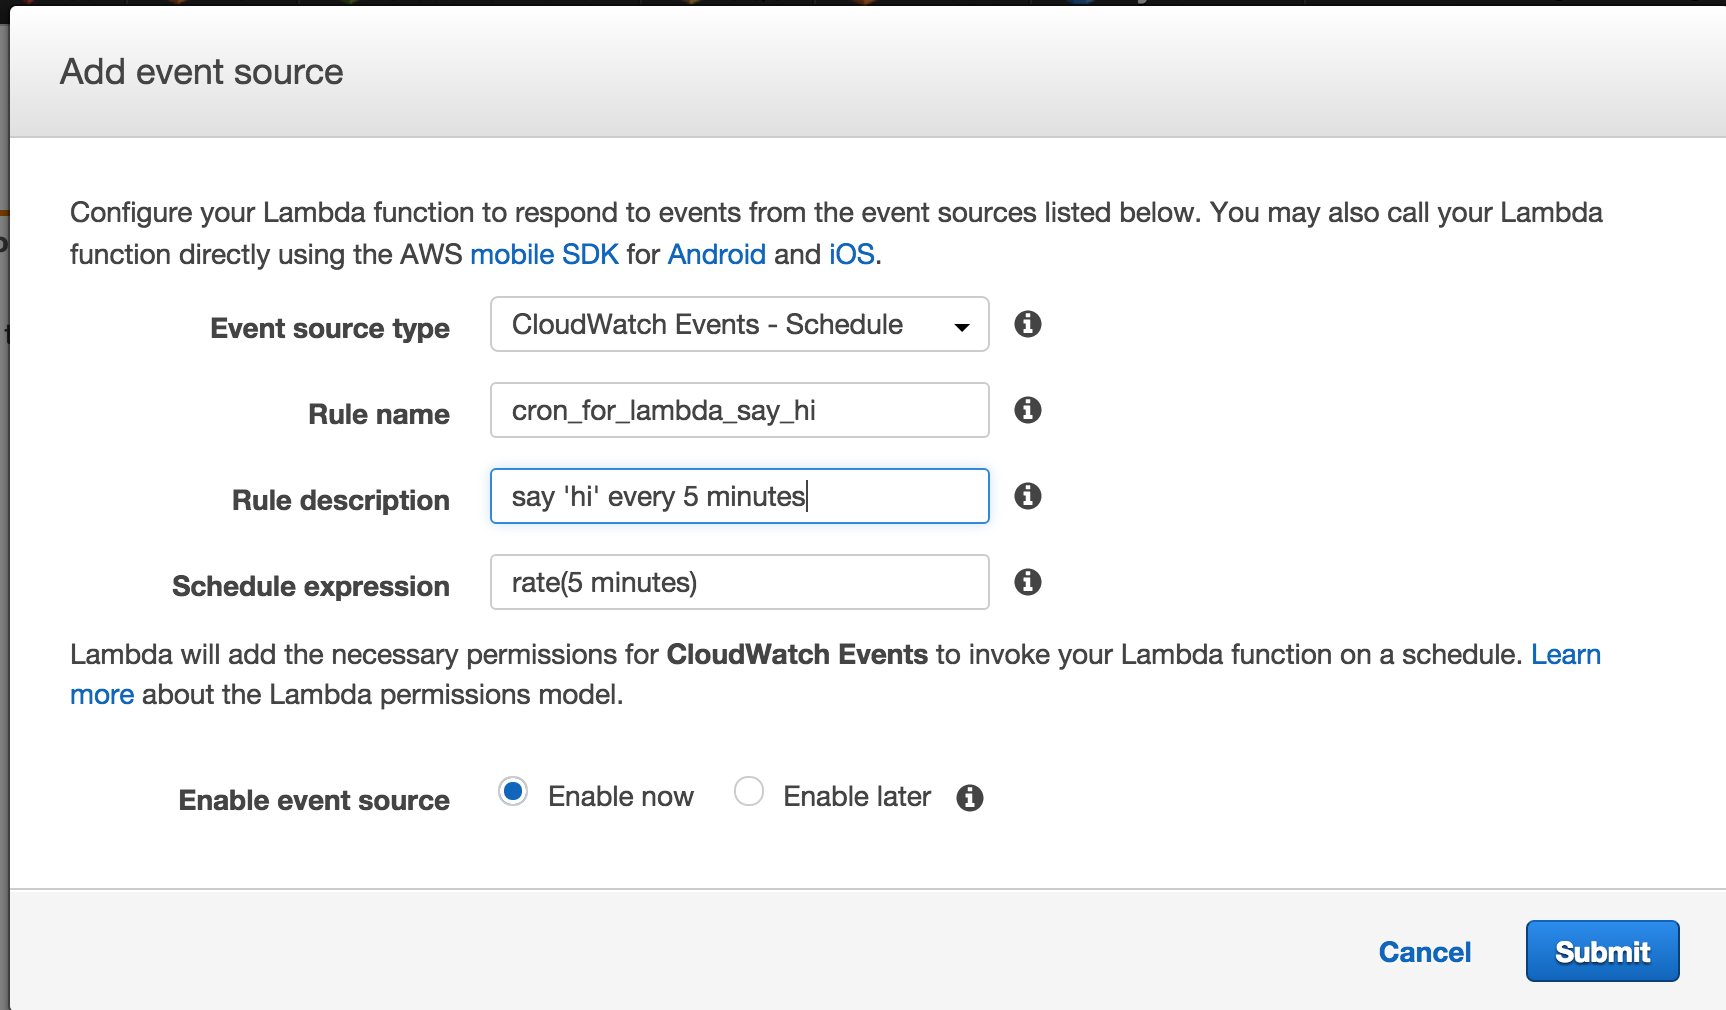 Add event source
Configure your Lambda function to respond to events from the event sources listed below. You may also call your Lambda
function directly using the AWS mobile SDK for Android and iOS.
Event source type CloudWatch Events - Schedule
Rule name cron_for_lambda_say_hi
Rule description say 'hi' every 5 minutes
Schedule expression rate(5 minutes)
Lambda will add the necessary permissions for CloudWatch Events to invoke your Lambda function on a schedule. Learn
more about the Lambda permissions model.
Enable event source Enable now Enable later
Cancel Submit